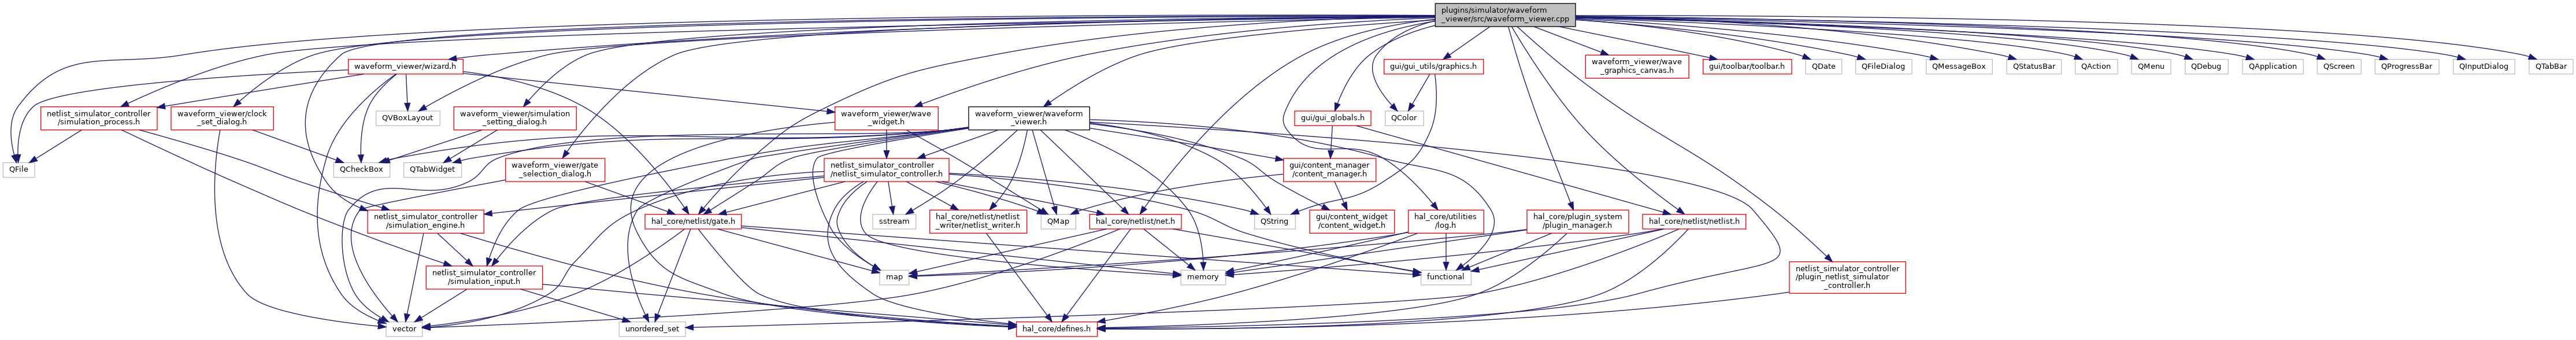 plugins/simulator/waveform
_viewer/src/waveform_viewer.cpp
waveform_viewer/wizard.h
gui/gui_utils/graphics.h
waveform_viewer/wave
_graphics_canvas.h
gui/toolbar/toolbar.h
QDate
QFileDialog
QMessageBox
QStatusBar
QAction
QMenu
QDebug
QApplication
QScreen
QProgressBar
QInputDialog
QTabBar
netlist_simulator_controller
/simulation_process.h
waveform_viewer/clock
_set_dialog.h
QVBoxLayout
waveform_viewer/simulation
_setting_dialog.h
waveform_viewer/wave
_widget.h
waveform_viewer/waveform
_viewer.h
gui/gui_globals.h
QColor
QFile
QCheckBox
QTabWidget
waveform_viewer/gate
_selection_dialog.h
netlist_simulator_controller
/netlist_simulator_controller.h
gui/content_manager
/content_manager.h
netlist_simulator_controller
/simulation_engine.h
hal_core/netlist/gate.h
sstream
hal_core/netlist/netlist
_writer/netlist_writer.h
QMap
hal_core/netlist/net.h
QString
gui/content_widget
/content_widget.h
hal_core/utilities
/log.h
hal_core/plugin_system
/plugin_manager.h
hal_core/netlist/netlist.h
netlist_simulator_controller
/simulation_input.h
map
memory
functional
netlist_simulator_controller
/plugin_netlist_simulator
_controller.h
vector
unordered_set
hal_core/defines.h